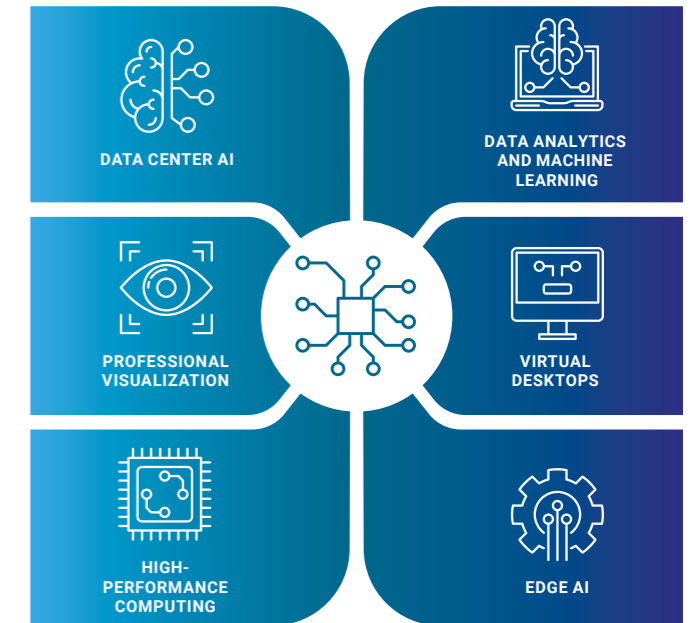 DATA CENTER AI
DATA ANALYTICS
AND MACHINE
LEARNING
PROFESSIONAL
VISUALIZATION
VIRTUAL
DESKTOPS
HIGH-
PERFORMANCE
COMPUTING
EDGE AI